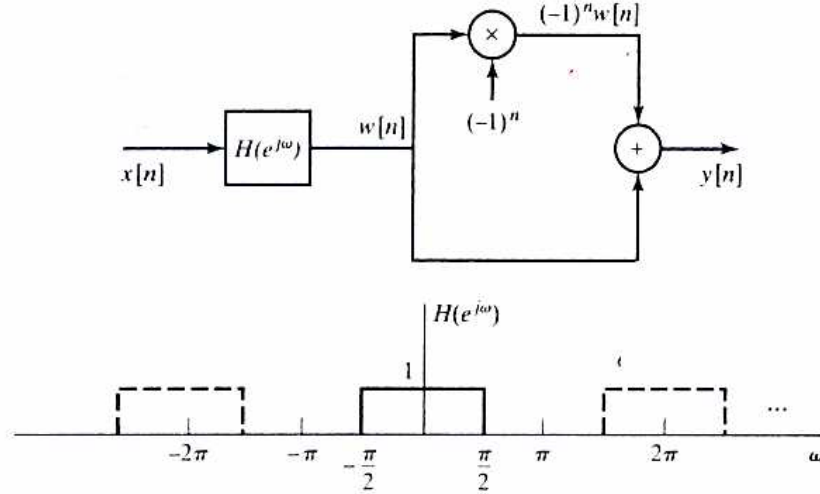 (−1)ⁿw[n]
×
w[n]
(−1)ⁿ
H(e^{jω})
+
x[n]
y[n]
H(e^{jω})
1
...
−2π
−π
−π/2
π/2
π
2π
ω